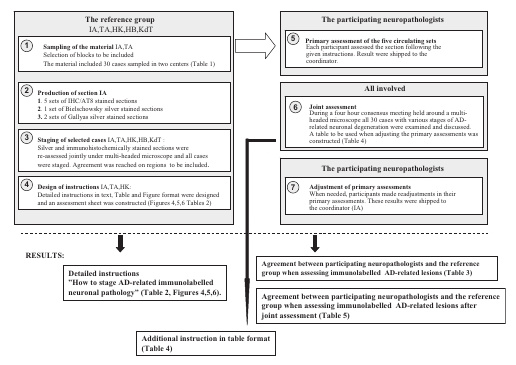 The reference group
IA,TA,HK,HB,KdT
1 Sampling of the material IA,TA
Selection of blocks to be included
The material included 30 cases sampled in two centers (Table 1)
2 Production of section IA
1. 5 sets of IHC/AT8 stained sections
2. 1 set of Bielschowsky silver stained sections
3. 2 sets of Gallyas silver stained sections
3 Staging of selected cases IA,TA,HK,HB,KdT :
Silver and immunohistochemically stained sections were
re-assessed jointly under multi-headed microscope and all cases
were staged. Agreement was reached on regions to be included.
4 Design of instructions IA,TA,HK:
Detailed instructions in text, Table and Figure format were designed
and an assessment sheet was constructed (Figures 4,5,6 Tables 2)
The participating neuropathologists
5 Primary assessment of the five circulating sets
Each participant assessed the section following the
given instructions. Result were shipped to the
coordinator.
All involved
6 Joint assessment
During a four hour consensus meeting held around a multi-
headed microscope all 30 cases with various stages of AD-
related neuronal degeneration were examined and discussed.
A table to be used when adjusting the primary assessments was
constructed (Table 4)
The participating neuropathologists
7 Adjustment of primary assessments
When needed, participants made readjustments in their
primary assessments. These results were shipped to
the coordinator (IA)
RESULTS:
Detailed instructions
"How to stage AD-related immunolabelled
neuronal pathology" (Table 2, Figures 4,5,6).
Agreement between participating neuropathologists and the reference
group when assessing immunolabelled AD-related lesions (Table 3)
Agreement between participating neuropathologists and the reference
group when assessing immunolabelled AD-related lesions after
joint assessment (Table 5)
Additional instruction in table format
(Table 4)